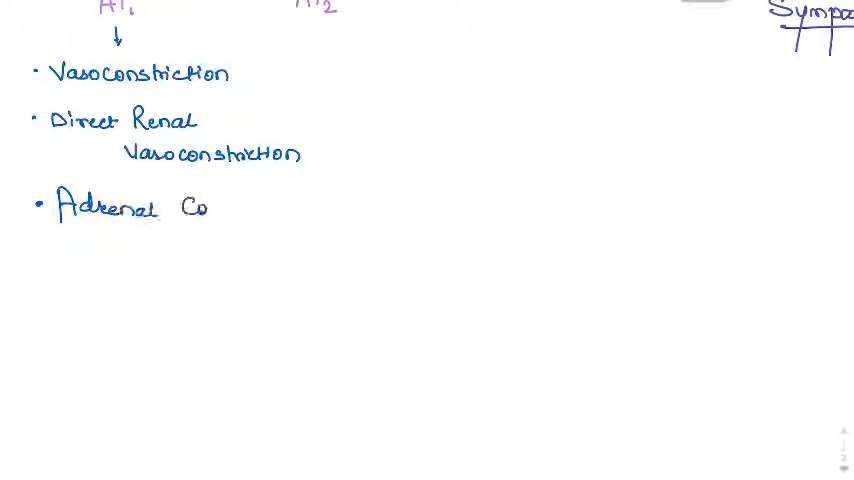 AT1 AT2
Sympa
↓
• Vasoconstriction
• Direct Renal
Vasoconstriction
• Adrenal Co